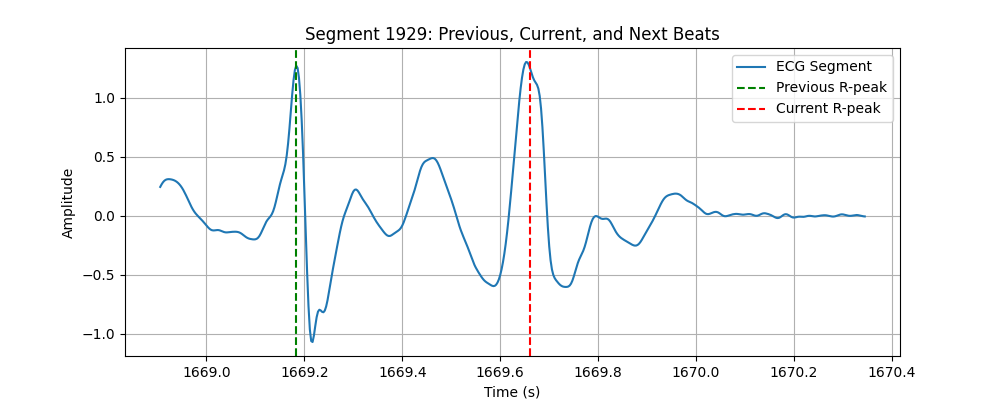 Segment 1929: Previous, Current, and Next Beats
ECG Segment
Previous R-peak
Current R-peak
1.0
0.5
0.0
−0.5
−1.0
Amplitude
1669.0 1669.2 1669.4 1669.6 1669.8 1670.0 1670.2 1670.4
Time (s)